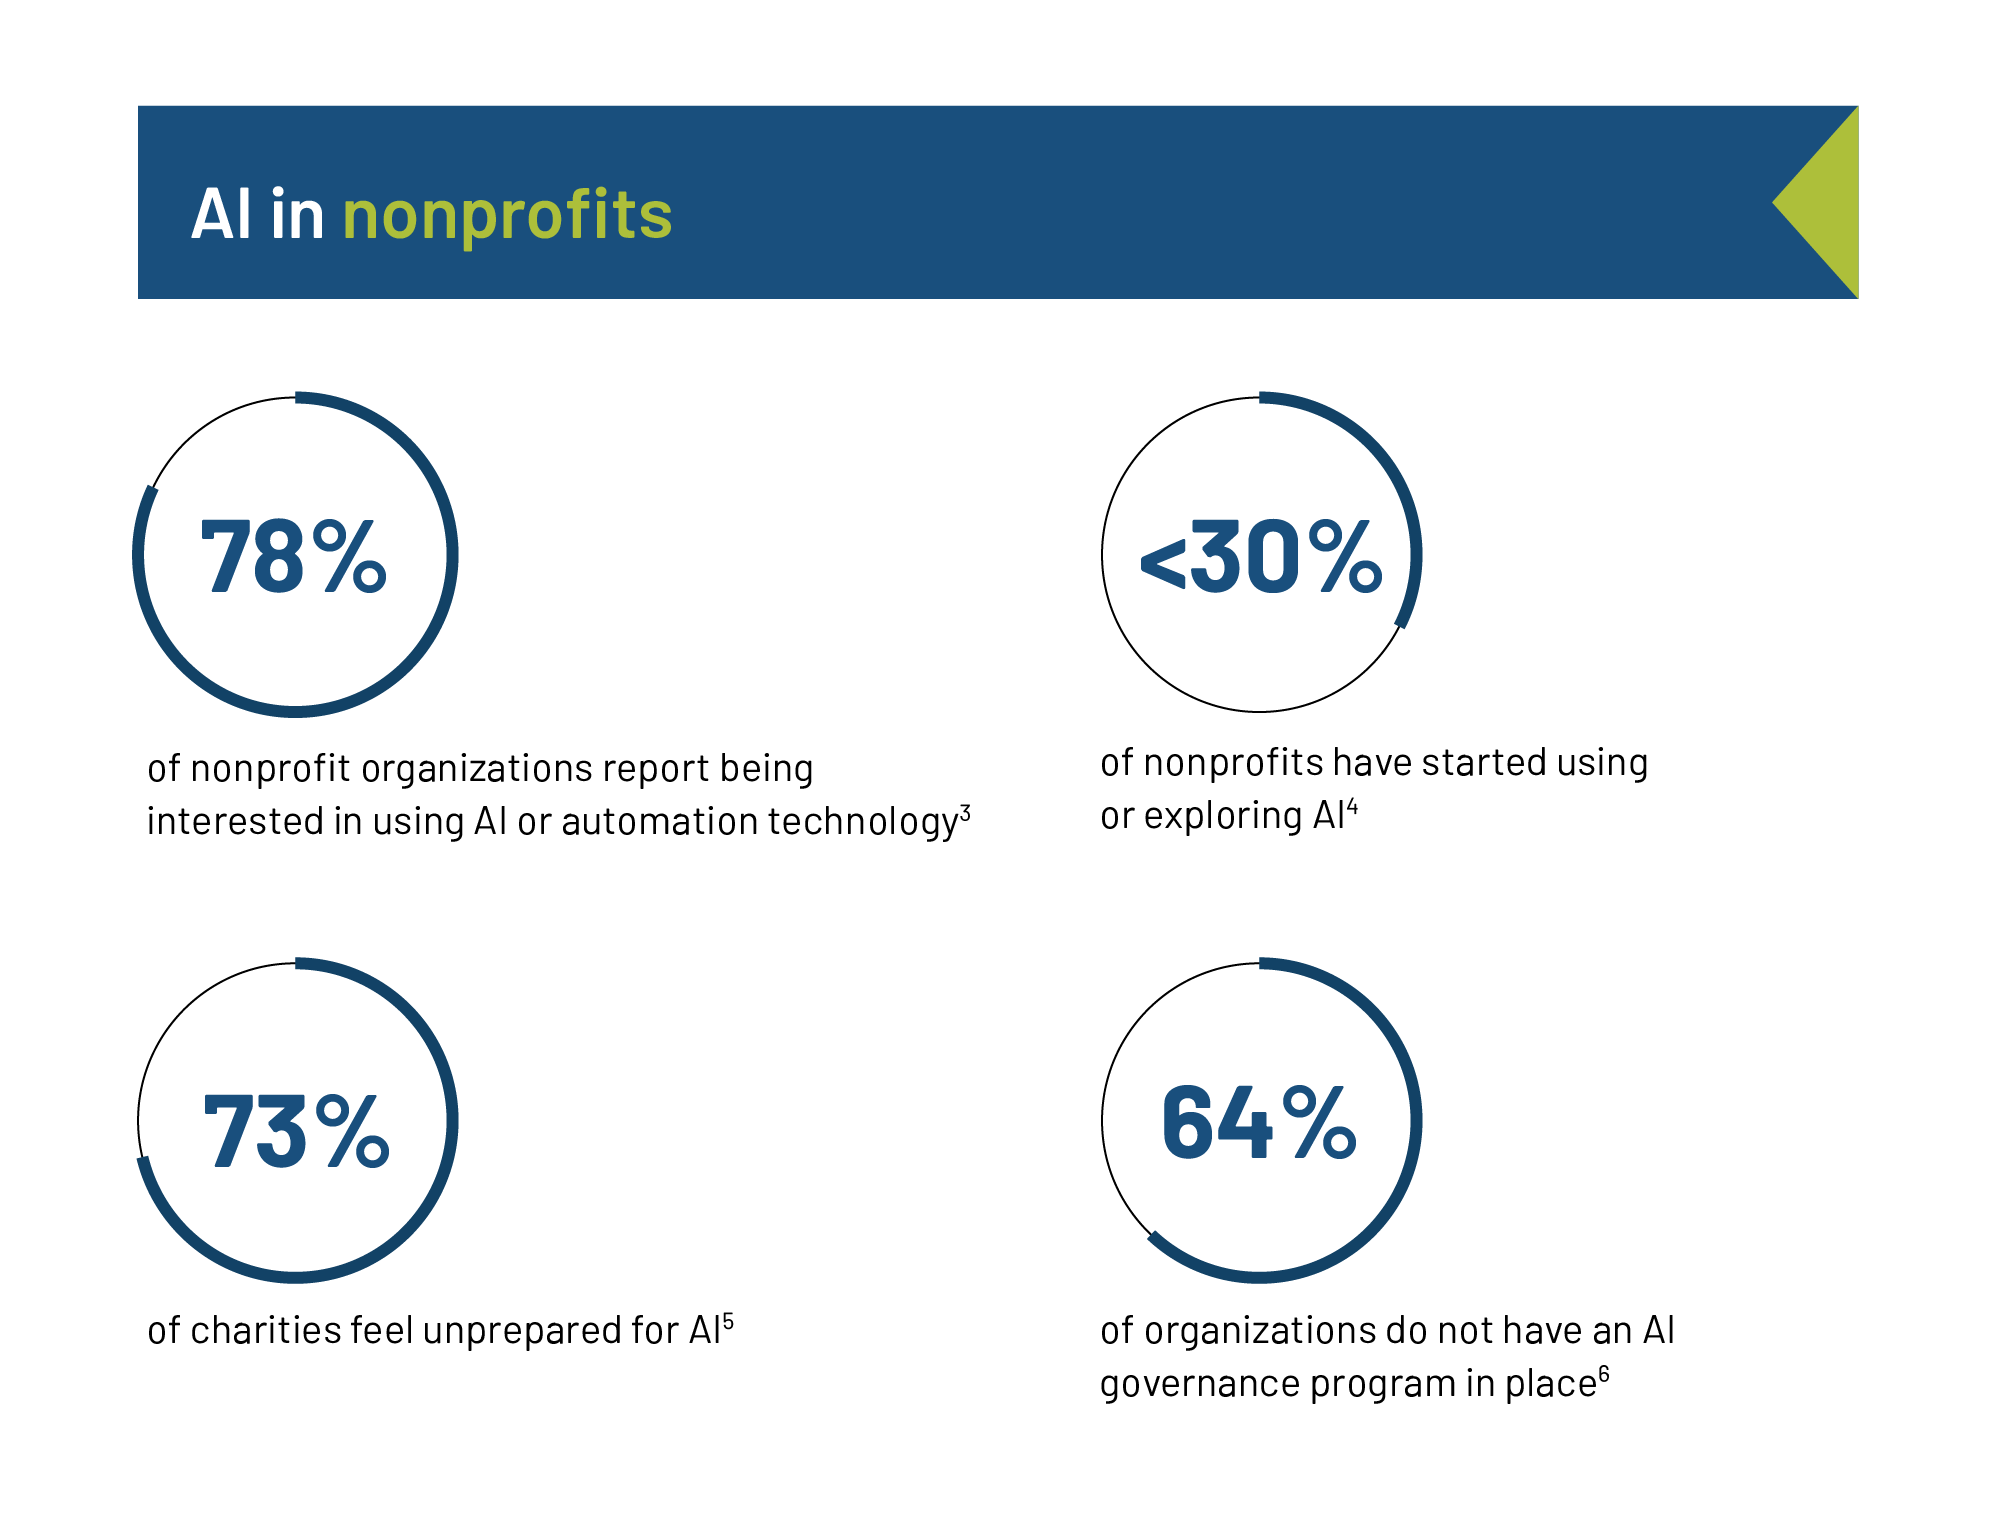 AI in nonprofits
78%
of nonprofit organizations report being
interested in using AI or automation technology³
<30%
of nonprofits have started using
or exploring AI⁴
73%
of charities feel unprepared for AI⁵
64%
of organizations do not have an AI
governance program in place⁶